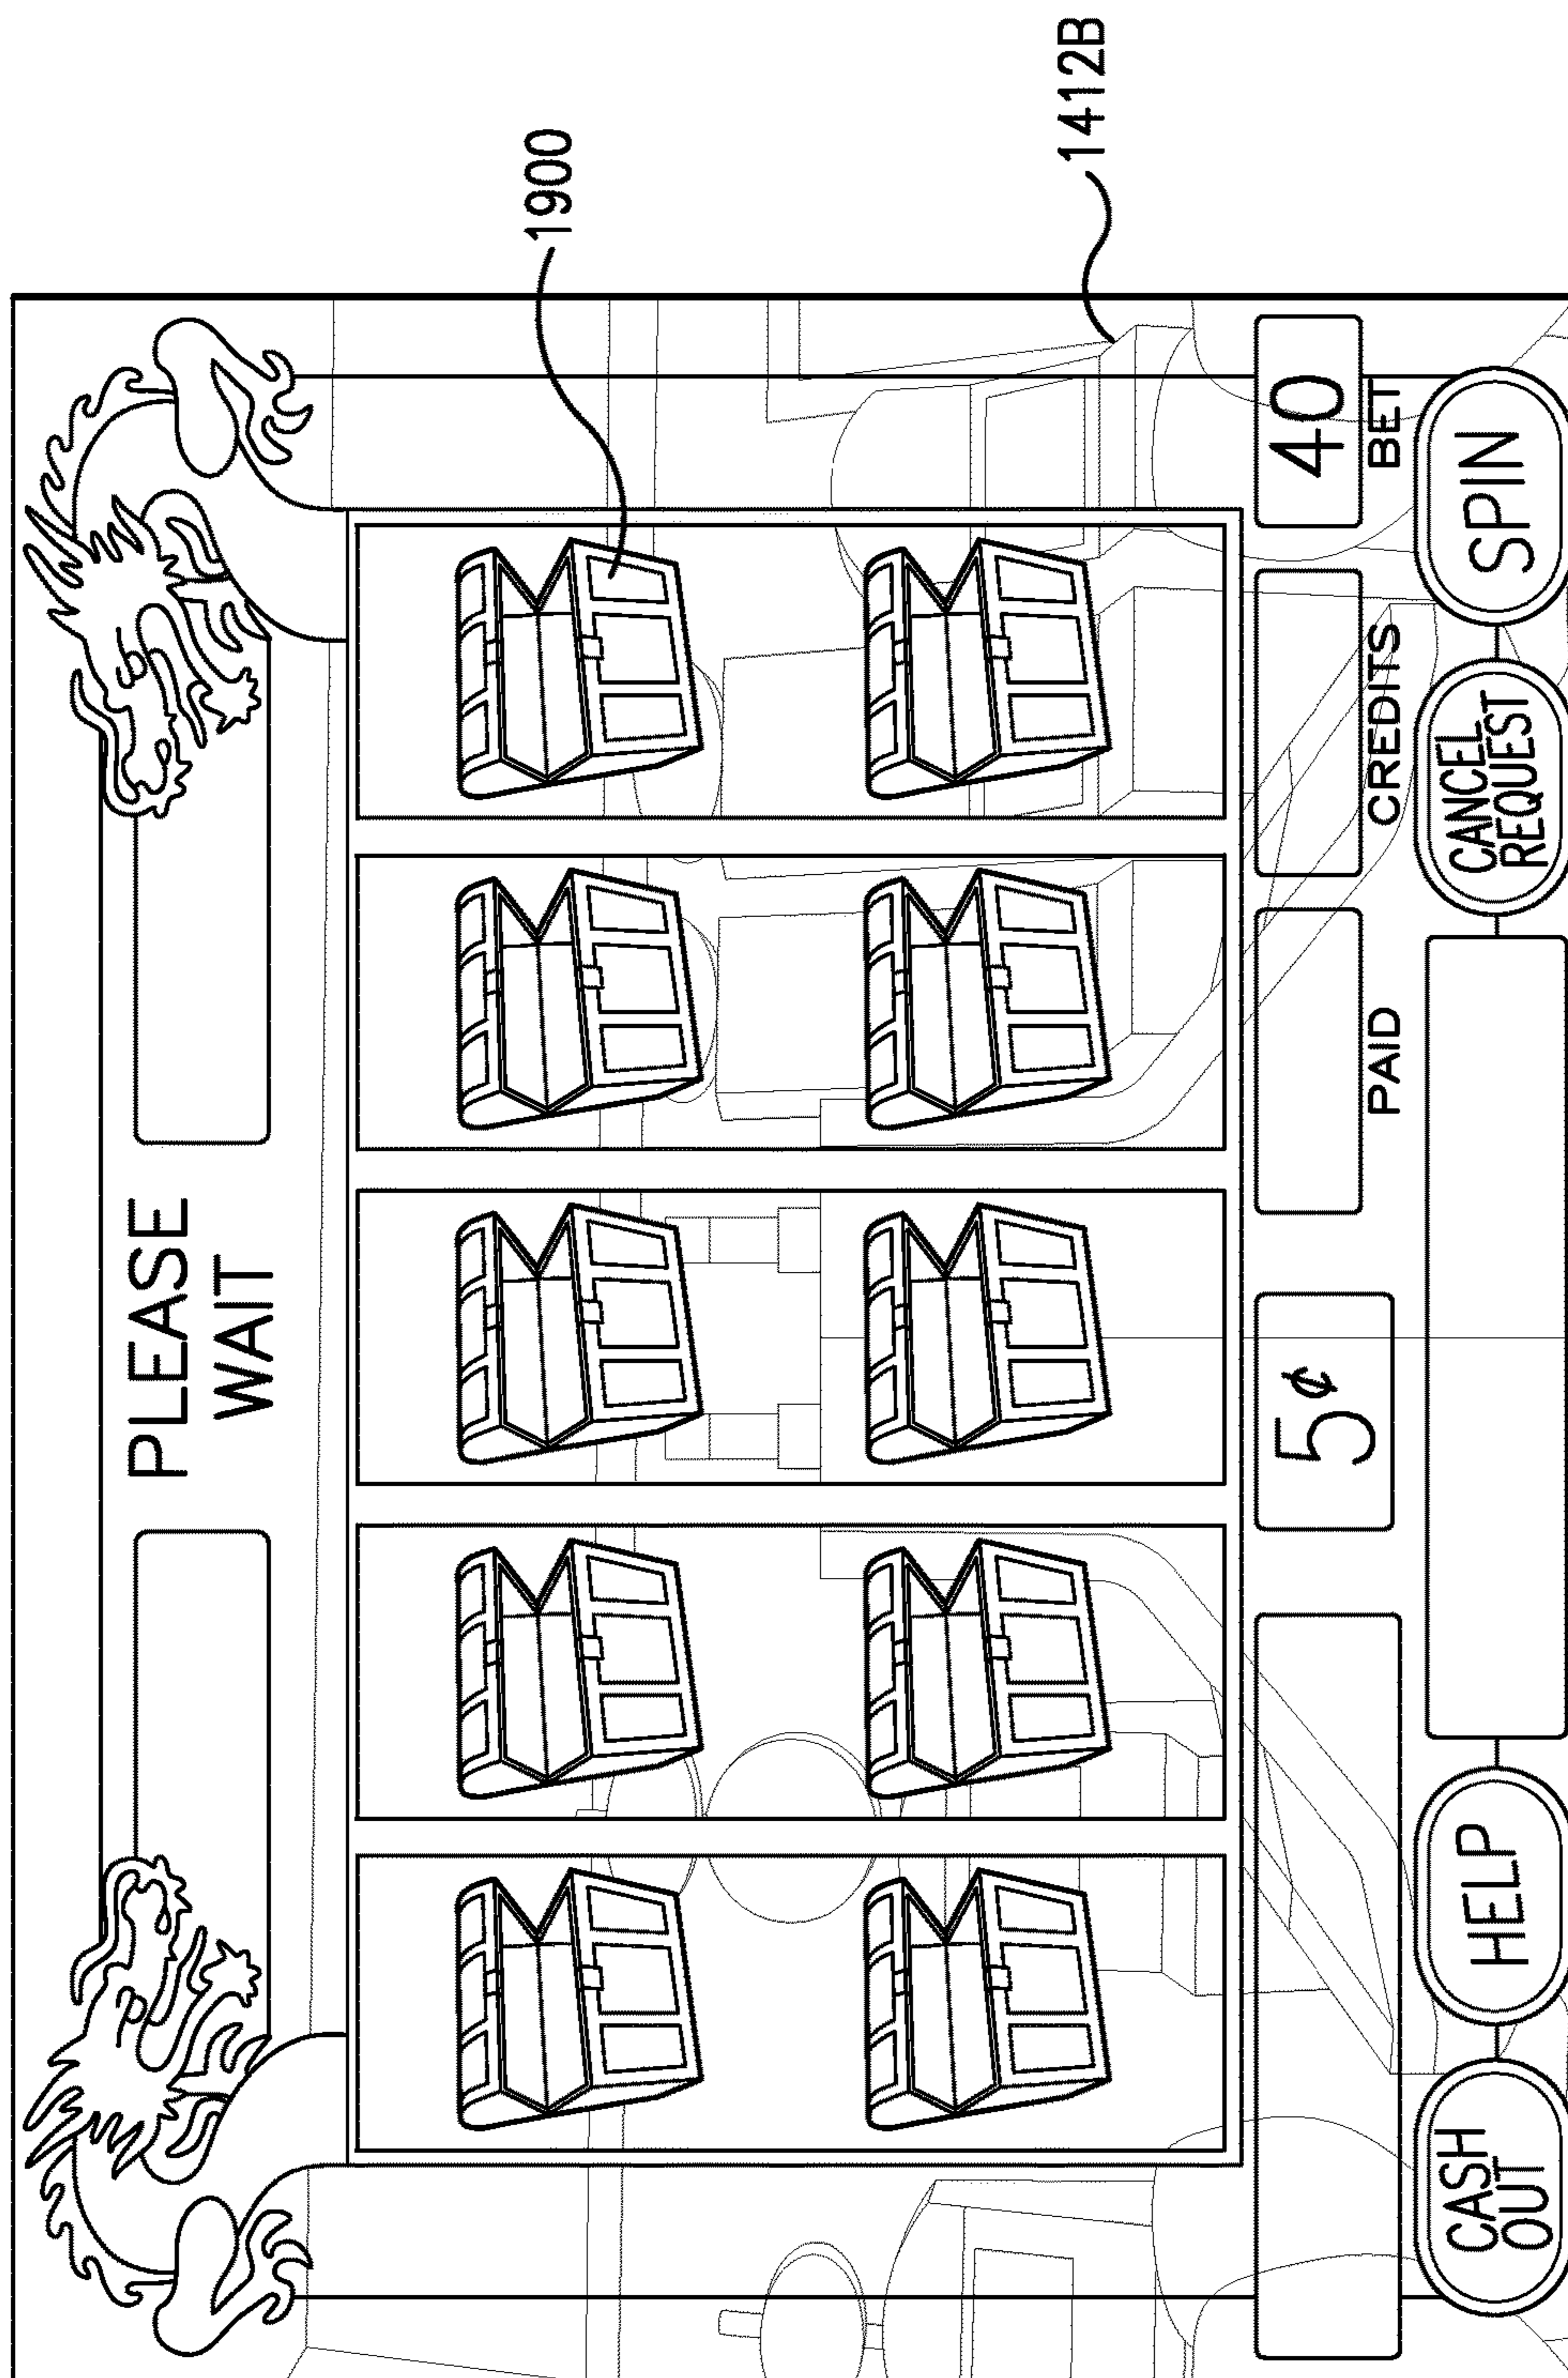 PLEASE
WAIT
1900
1412B
5¢
PAID
CREDITS
40
BET
CASH
OUT
HELP
CANCEL
REQUEST
SPIN